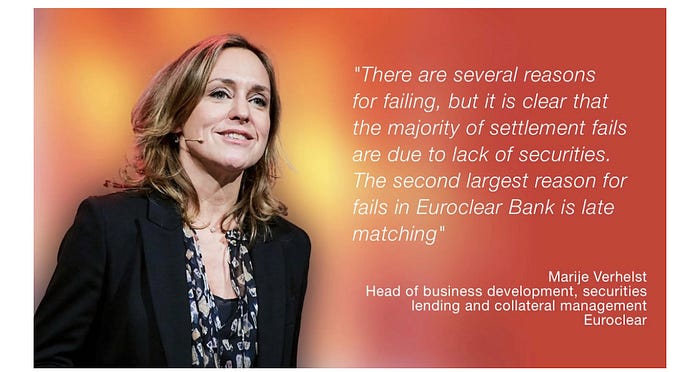 "There are several reasons
for failing, but it is clear that
the majority of settlement fails
are due to lack of securities.
The second largest reason for
fails in Euroclear Bank is late
matching"
Marije Verhelst
Head of business development, securities
lending and collateral management
Euroclear